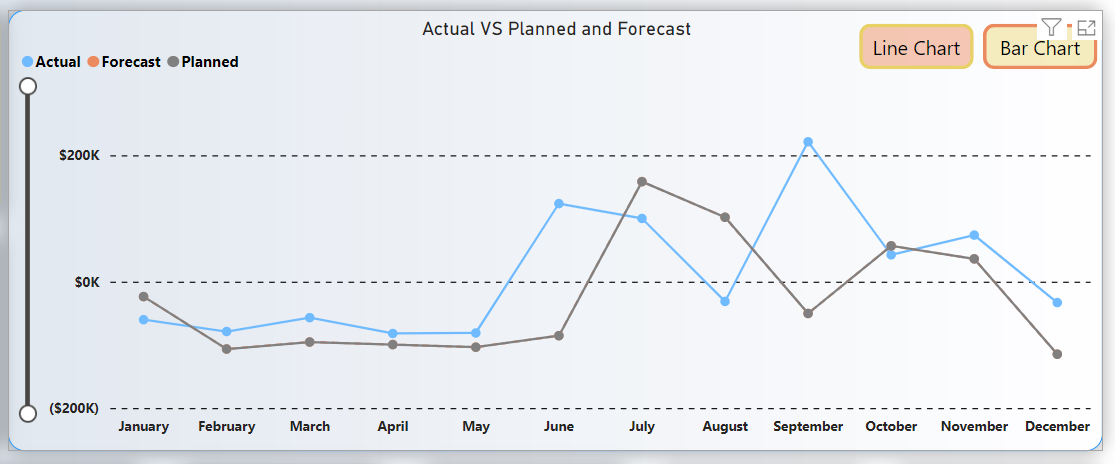 Actual VS Planned and Forecast
Line Chart
Bar Chart
Actual Forecast Planned
$200K
$0K
($200K)
January February March April May June July August September October November December